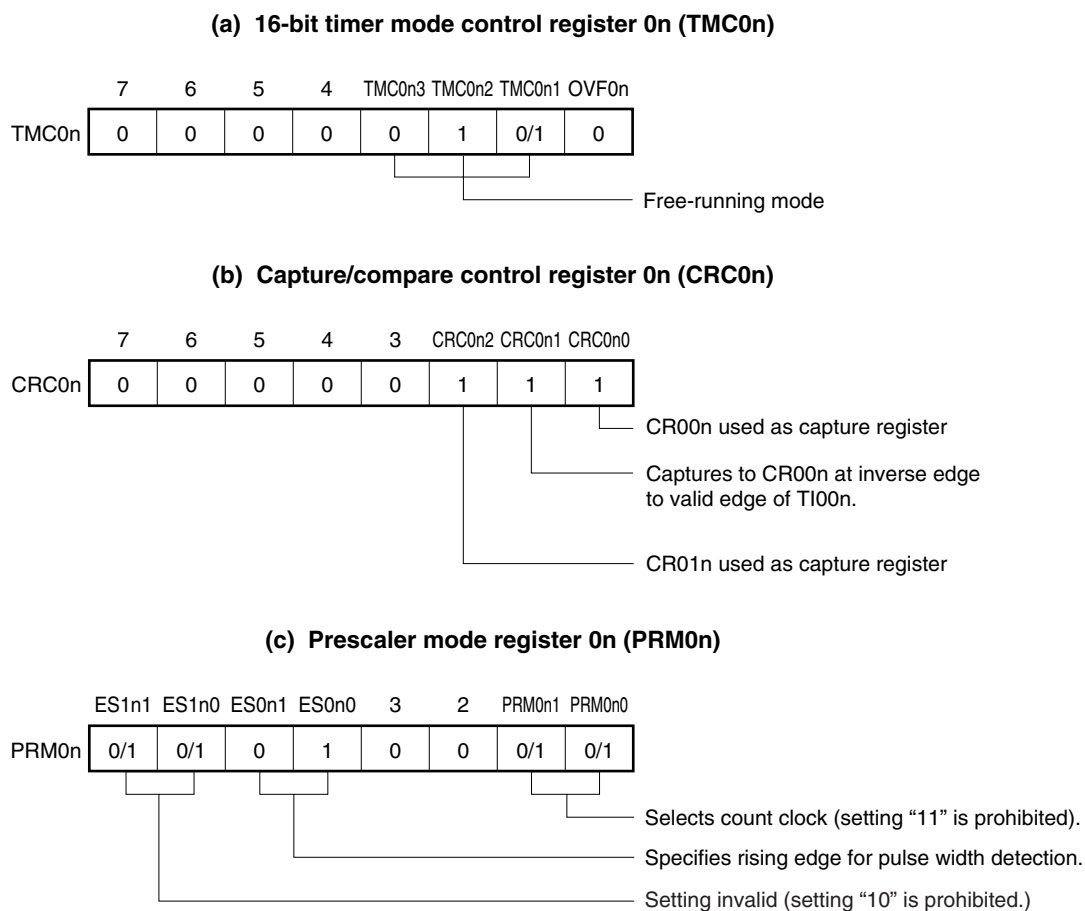 (a) 16-bit timer mode control register 0n (TMC0n)
7 6 5 4 TMC0n3 TMC0n2 TMC0n1 OVF0n
TMC0n 0 0 0 0 0 1 0/1 0
Free-running mode
(b) Capture/compare control register 0n (CRC0n)
7 6 5 4 3 CRC0n2 CRC0n1 CRC0n0
CRC0n 0 0 0 0 0 1 1 1
CR00n used as capture register
Captures to CR00n at inverse edge
to valid edge of TI00n.
CR01n used as capture register
(c) Prescaler mode register 0n (PRM0n)
ES1n1 ES1n0 ES0n1 ES0n0 3 2 PRM0n1 PRM0n0
PRM0n 0/1 0/1 0 1 0 0 0/1 0/1
Selects count clock (setting “11” is prohibited).
Specifies rising edge for pulse width detection.
Setting invalid (setting “10” is prohibited.)